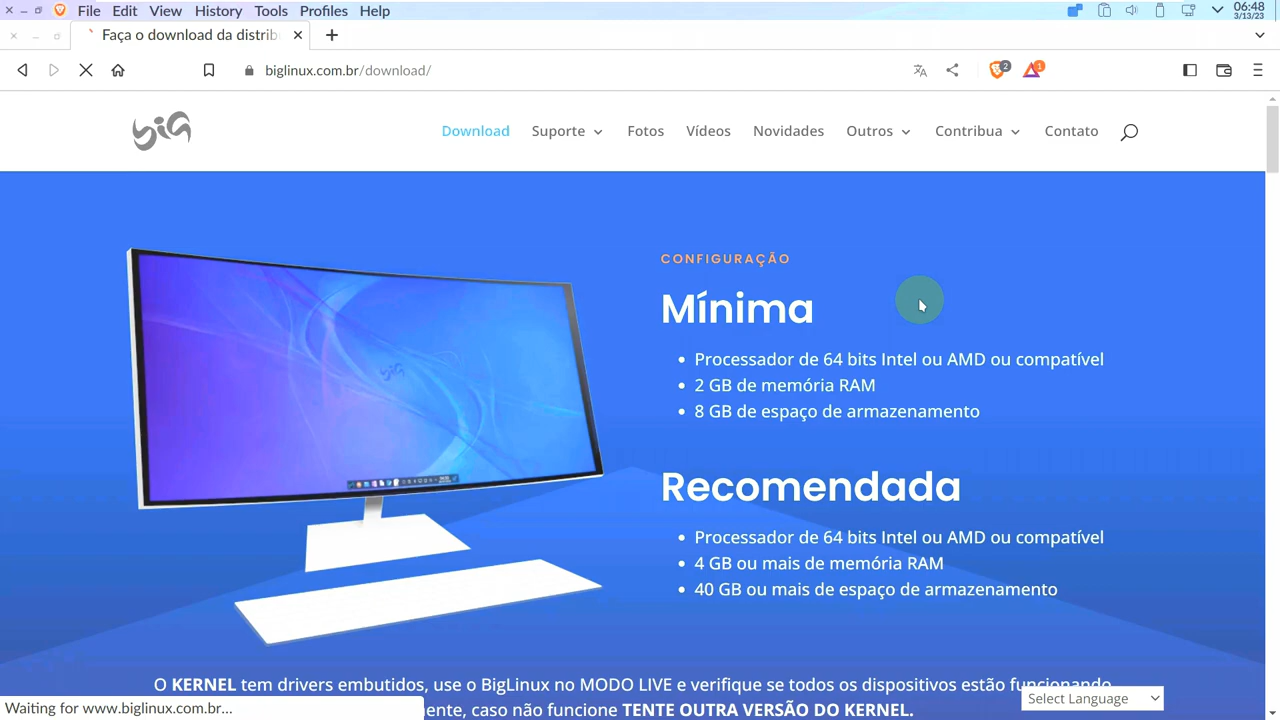 File Edit View History Tools Profiles Help
06:48
3/13/23
Faça o download da distrib
biglinux.com.br/download/
2
1
big
Download Suporte Fotos Vídeos Novidades Outros Contribua Contato
CONFIGURAÇÃO
Mínima
Processador de 64 bits Intel ou AMD ou compatível
2 GB de memória RAM
8 GB de espaço de armazenamento
big
Recomendada
Processador de 64 bits Intel ou AMD ou compatível
4 GB ou mais de memória RAM
40 GB ou mais de espaço de armazenamento
O KERNEL tem drivers embutidos, use o BigLinux no MODO LIVE e verifique se todos os dispositivos estão funcionando
ente, caso não funcione TENTE OUTRA VERSÃO DO KERNEL.
Select Language
Waiting for www.biglinux.com.br...